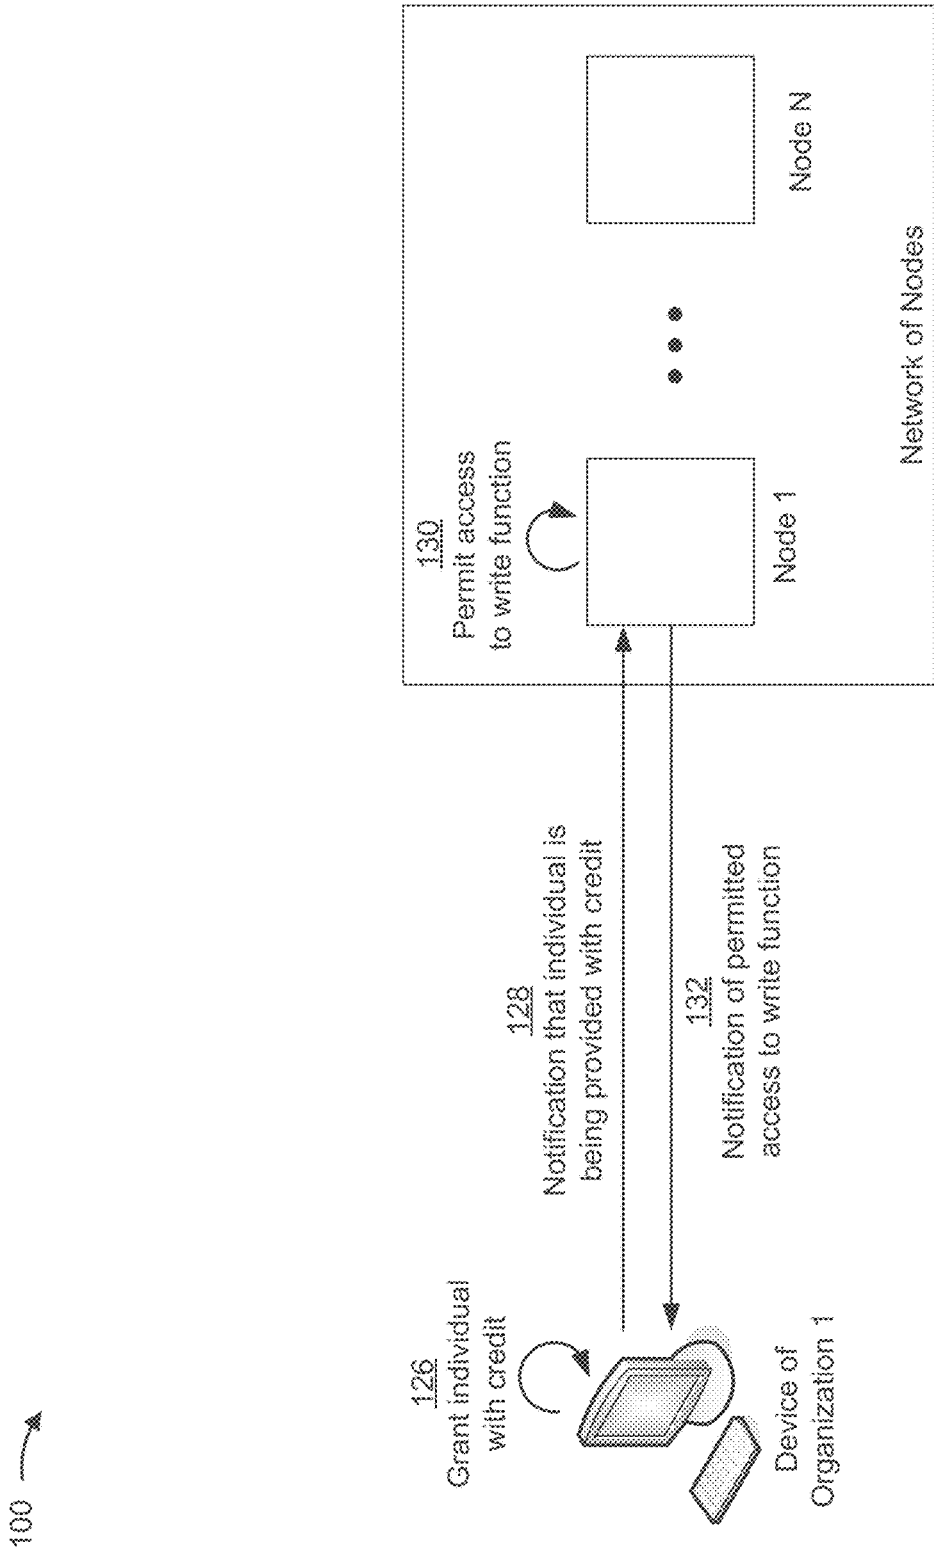 100
126
Grant individual
with credit
Device of
Organization 1
128
Notification that individual is
being provided with credit
132
Notification of permitted
access to write function
130
Permit access
to write function
Node 1
Node N
Network of Nodes